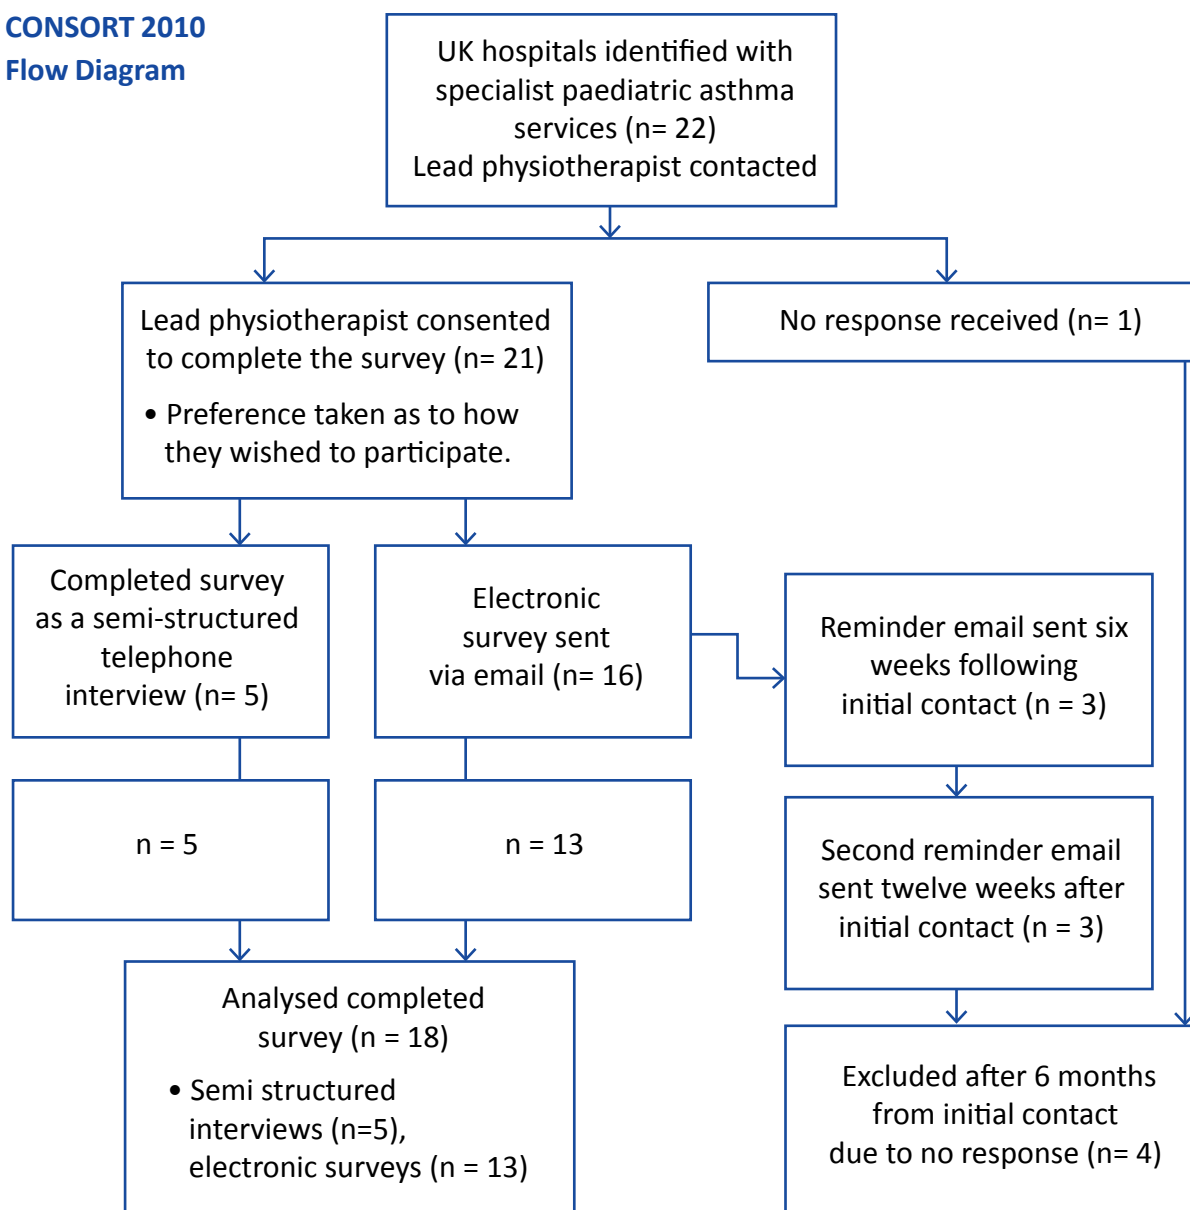 CONSORT 2010
Flow Diagram
UK hospitals identified with
specialist paediatric asthma
services (n= 22)
Lead physiotherapist contacted
Lead physiotherapist consented
to complete the survey (n= 21)
• Preference taken as to how
they wished to participate.
No response received (n= 1)
Completed survey
as a semi-structured
telephone
interview (n= 5)
Electronic
survey sent
via email (n= 16)
Reminder email sent six
weeks following
initial contact (n = 3)
n = 5
n = 13
Second reminder email
sent twelve weeks after
initial contact (n = 3)
Analysed completed
survey (n = 18)
• Semi structured
interviews (n=5),
electronic surveys (n = 13)
Excluded after 6 months
from initial contact
due to no response (n= 4)